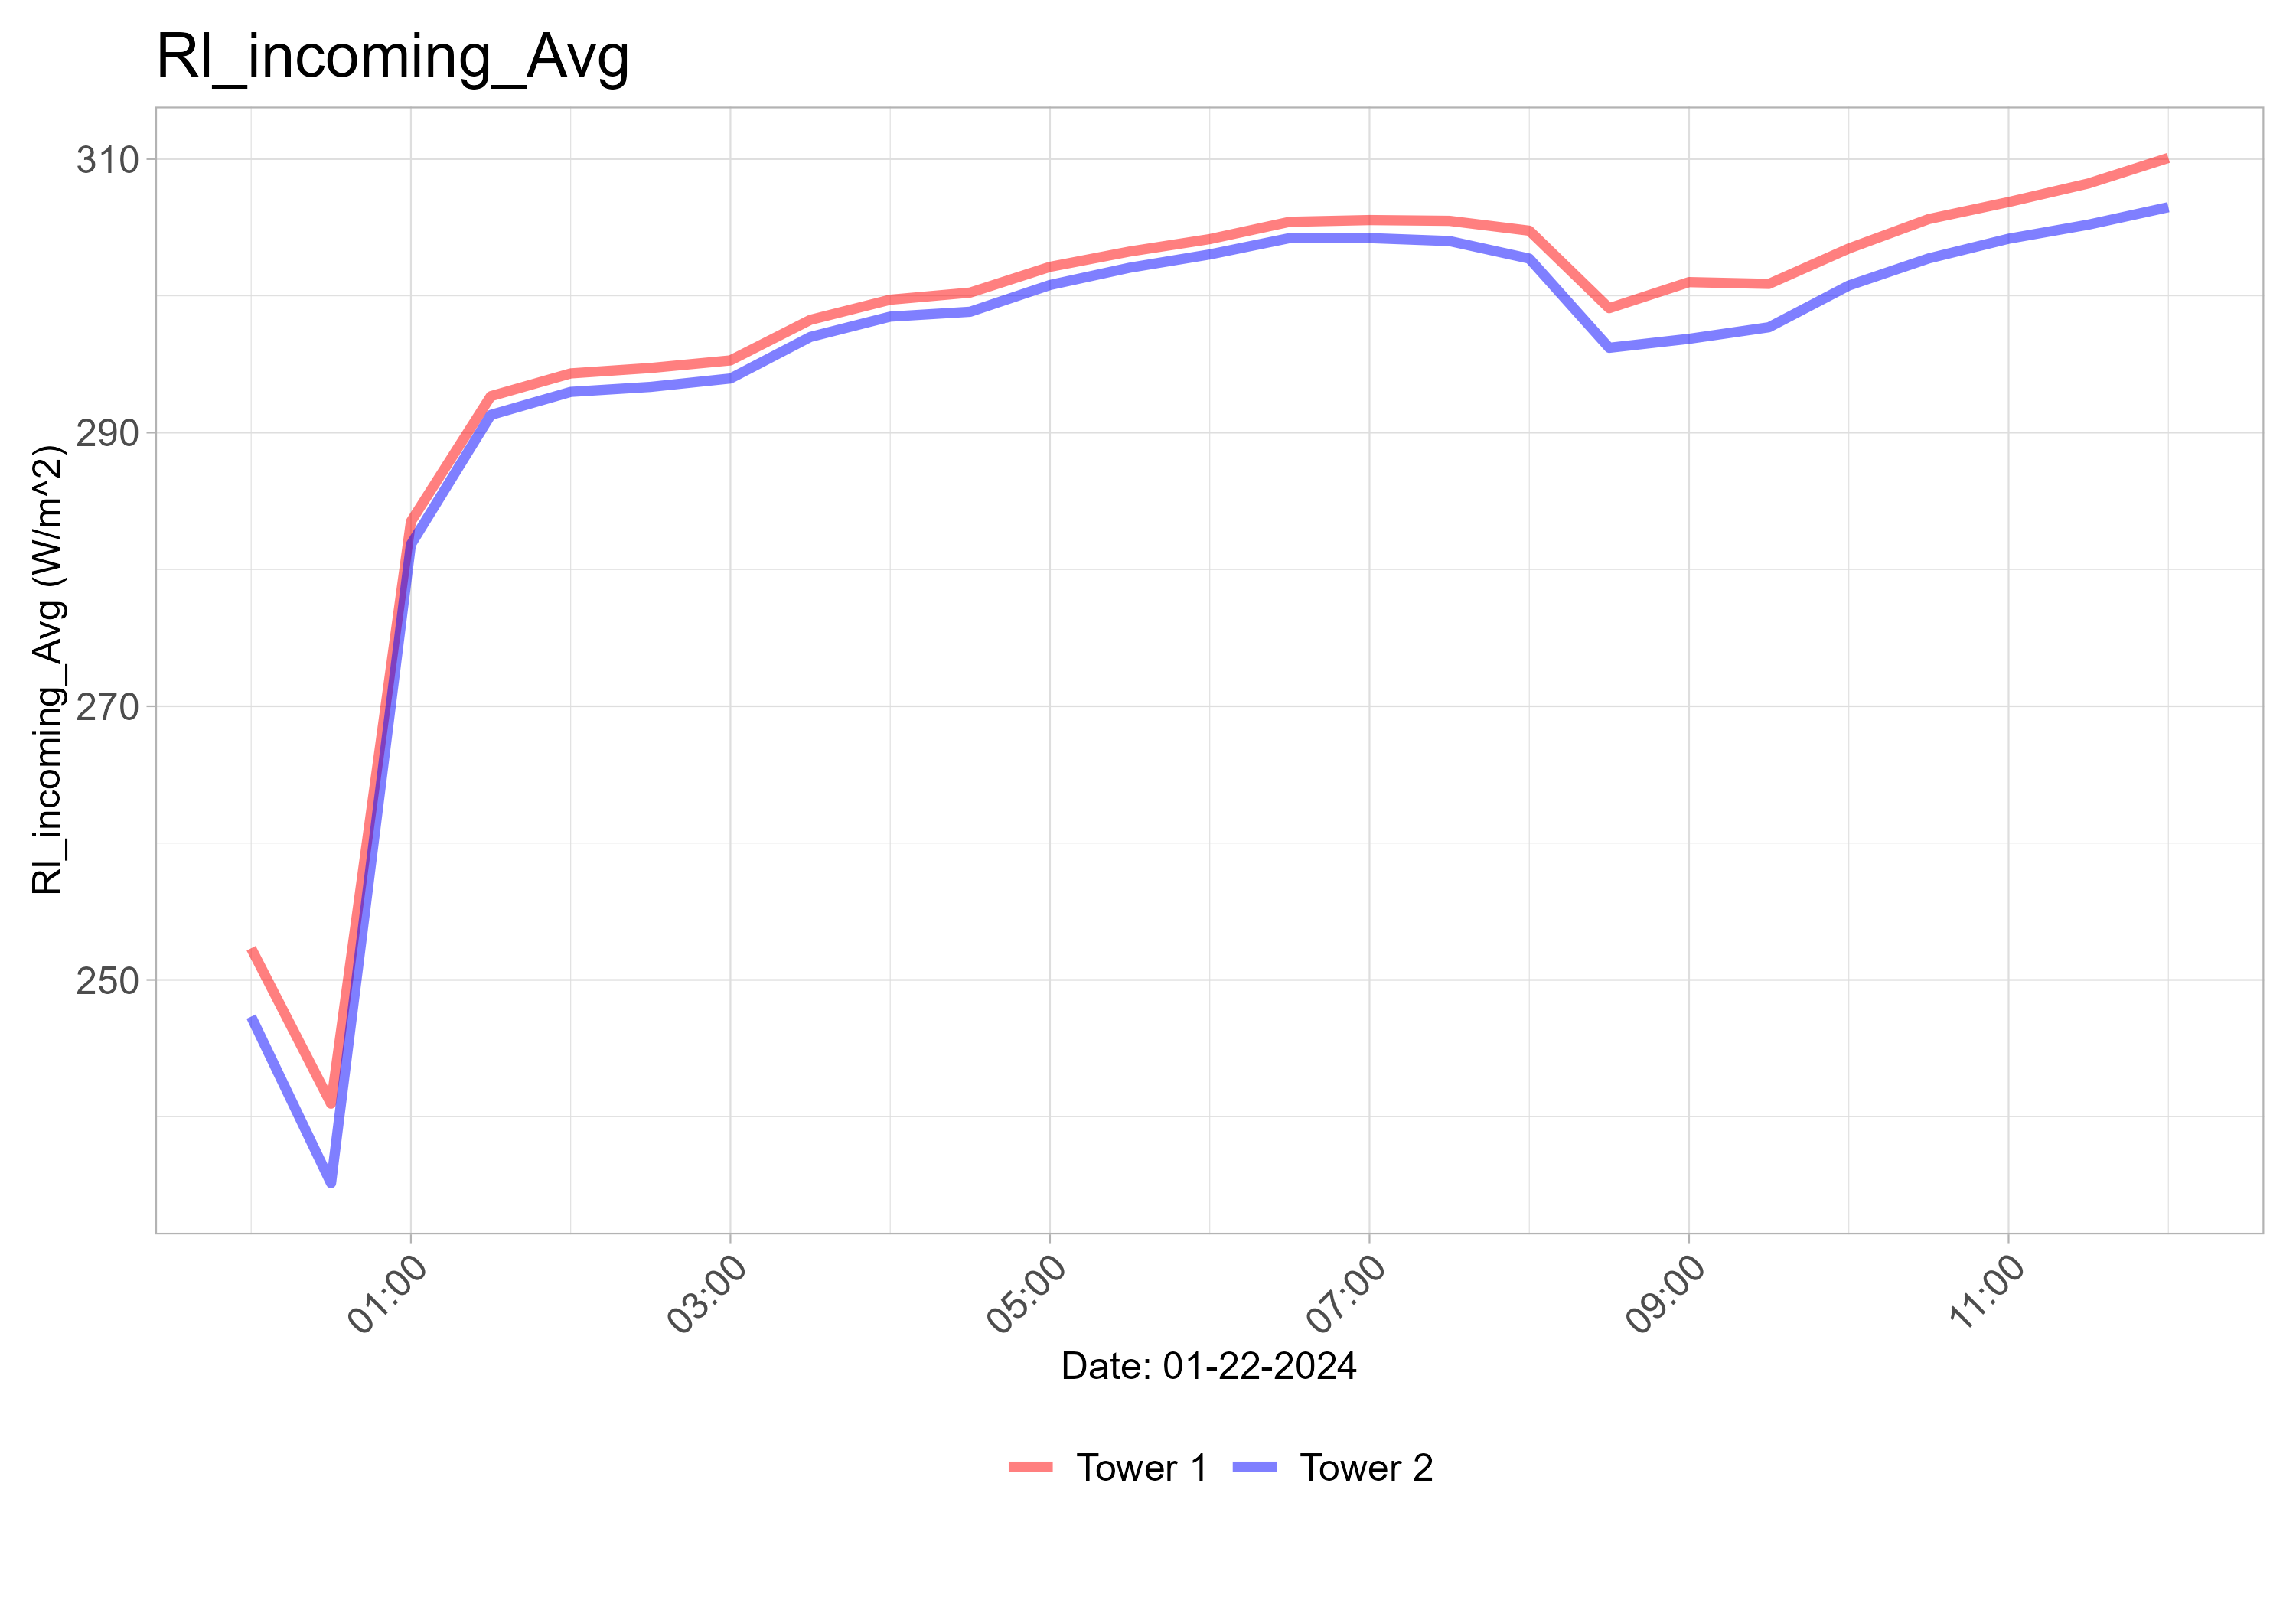 Rl_incoming_Avg
Rl_incoming_Avg (W/m^2)
310
290
270
250
01:00
03:00
05:00
07:00
09:00
11:00
Date: 01-22-2024
Tower 1
Tower 2